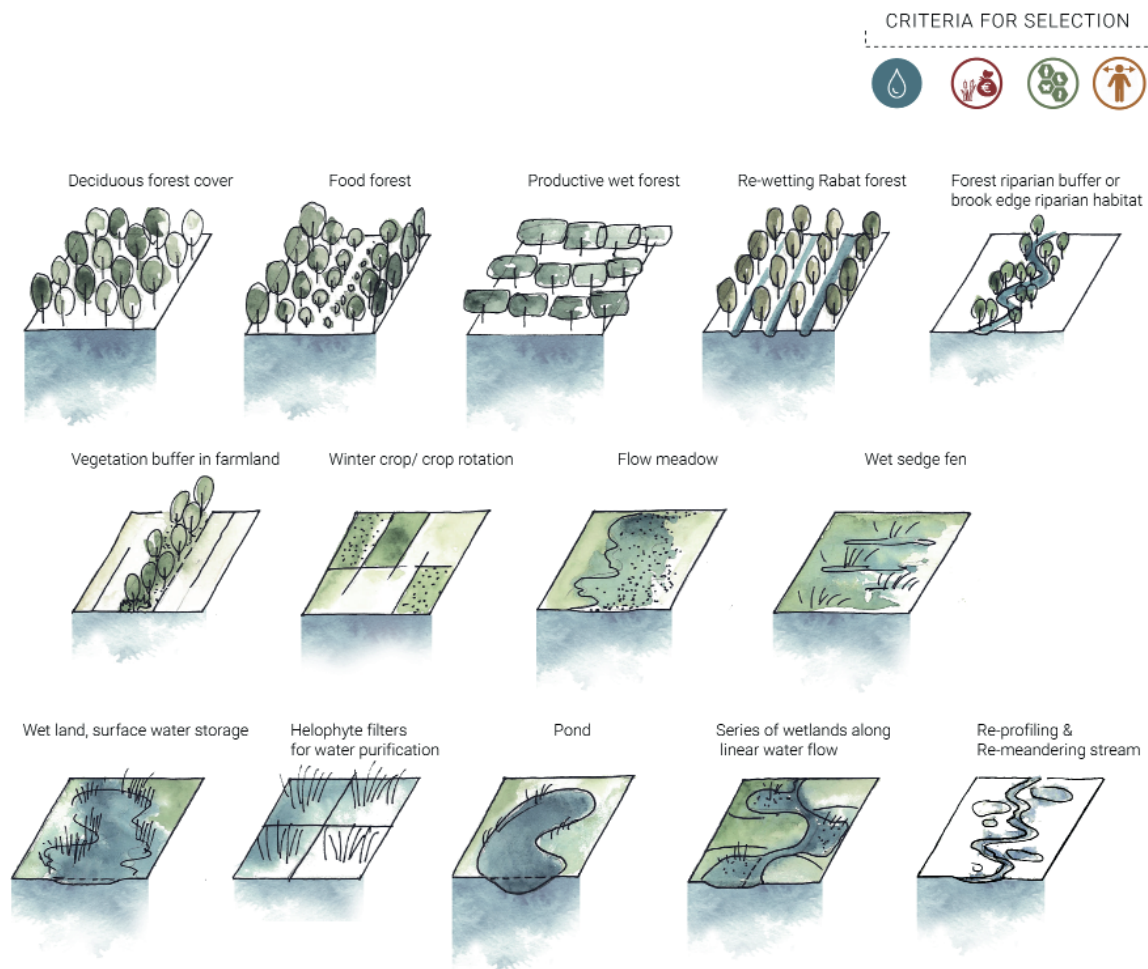 CRITERIA FOR SELECTION
€
Deciduous forest cover
Food forest
Productive wet forest
Re-wetting Rabat forest
Forest riparian buffer or
brook edge riparian habitat
Vegetation buffer in farmland
Winter crop/ crop rotation
Flow meadow
Wet sedge fen
Wet land, surface water storage
Helophyte filters
for water purification
Pond
Series of wetlands along
linear water flow
Re-profiling &
Re-meandering stream